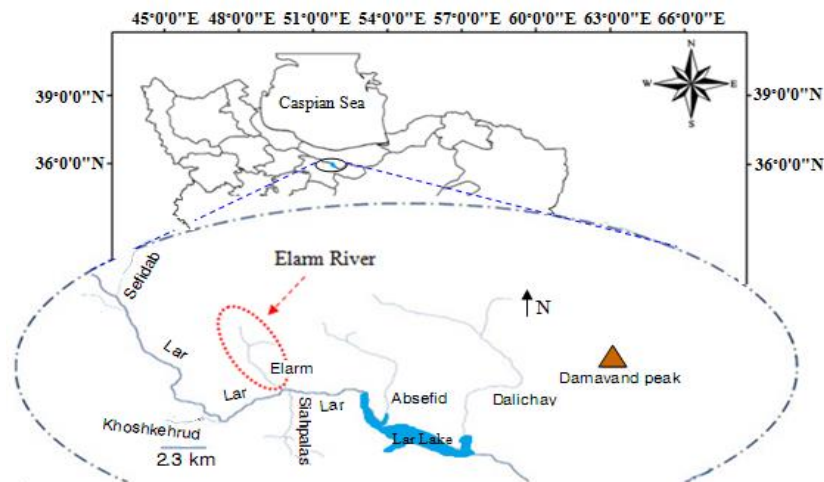 45°0'0"E 48°0'0"E 51°0'0"E 54°0'0"E 57°0'0"E 60°0'0"E 63°0'0"E 66°0'0"E
N
W E
S
39°0'0"N 39°0'0"N
Caspian Sea
36°0'0"N 36°0'0"N
Elarm River
Sefidab
N
Lar
Elarm
Damavand peak
Lar
Lar
Absefid
Dalichay
Khoshkehrud
Siahpalas
Lar Lake
2.3 km